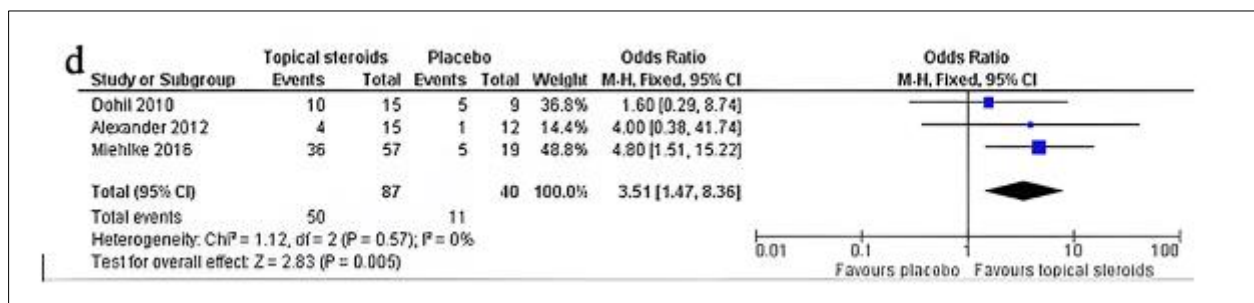 d
Topical steroids Placebo Odds Ratio Odds Ratio
Study or Subgroup Events Total Events Total Weight M-H, Fixed, 95% CI M-H, Fixed, 95% CI
Dohil 2010 10 15 5 9 36.8% 1.60 [0.29, 8.74]
Alexander 2012 4 15 1 12 14.4% 4.00 [0.38, 41.74]
Miehlke 2016 36 57 5 19 48.8% 4.80 [1.51, 15.22]
Total (95% CI) 87 40 100.0% 3.51 [1.47, 8.36]
Total events 50 11
Heterogeneity: Chi² = 1.12, df = 2 (P = 0.57); I² = 0%
Test for overall effect: Z = 2.83 (P = 0.005)
0.01 0.1 1 10 100
Favours placebo Favours topical steroids